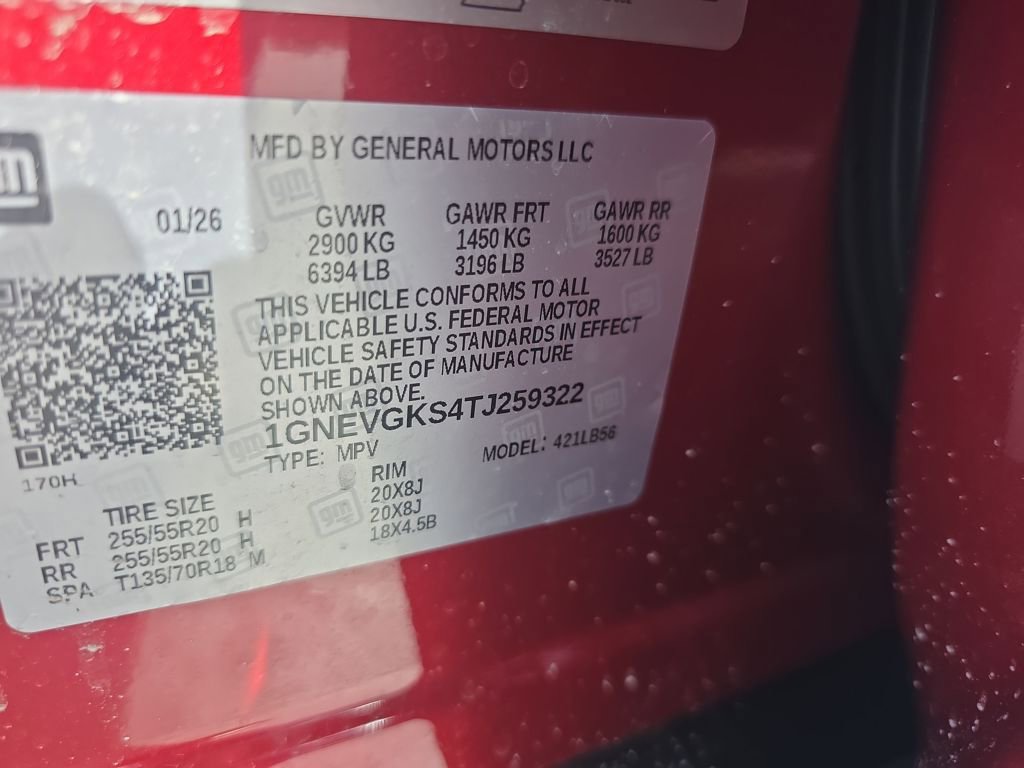 gm
MFD BY GENERAL MOTORS LLC
01/26
GVWR GAWR FRT GAWR RR
2900 KG 1450 KG 1600 KG
6394 LB 3196 LB 3527 LB
THIS VEHICLE CONFORMS TO ALL
APPLICABLE U.S. FEDERAL MOTOR
VEHICLE SAFETY STANDARDS IN EFFECT
ON THE DATE OF MANUFACTURE
SHOWN ABOVE.
1GNEVGKS4TJ259322
TYPE: MPV MODEL: 421LB56
170H
TIRE SIZE RIM
FRT 255/55R20 H 20X8J
RR 255/55R20 H 20X8J
SPA T135/70R18 M 18X4.5B